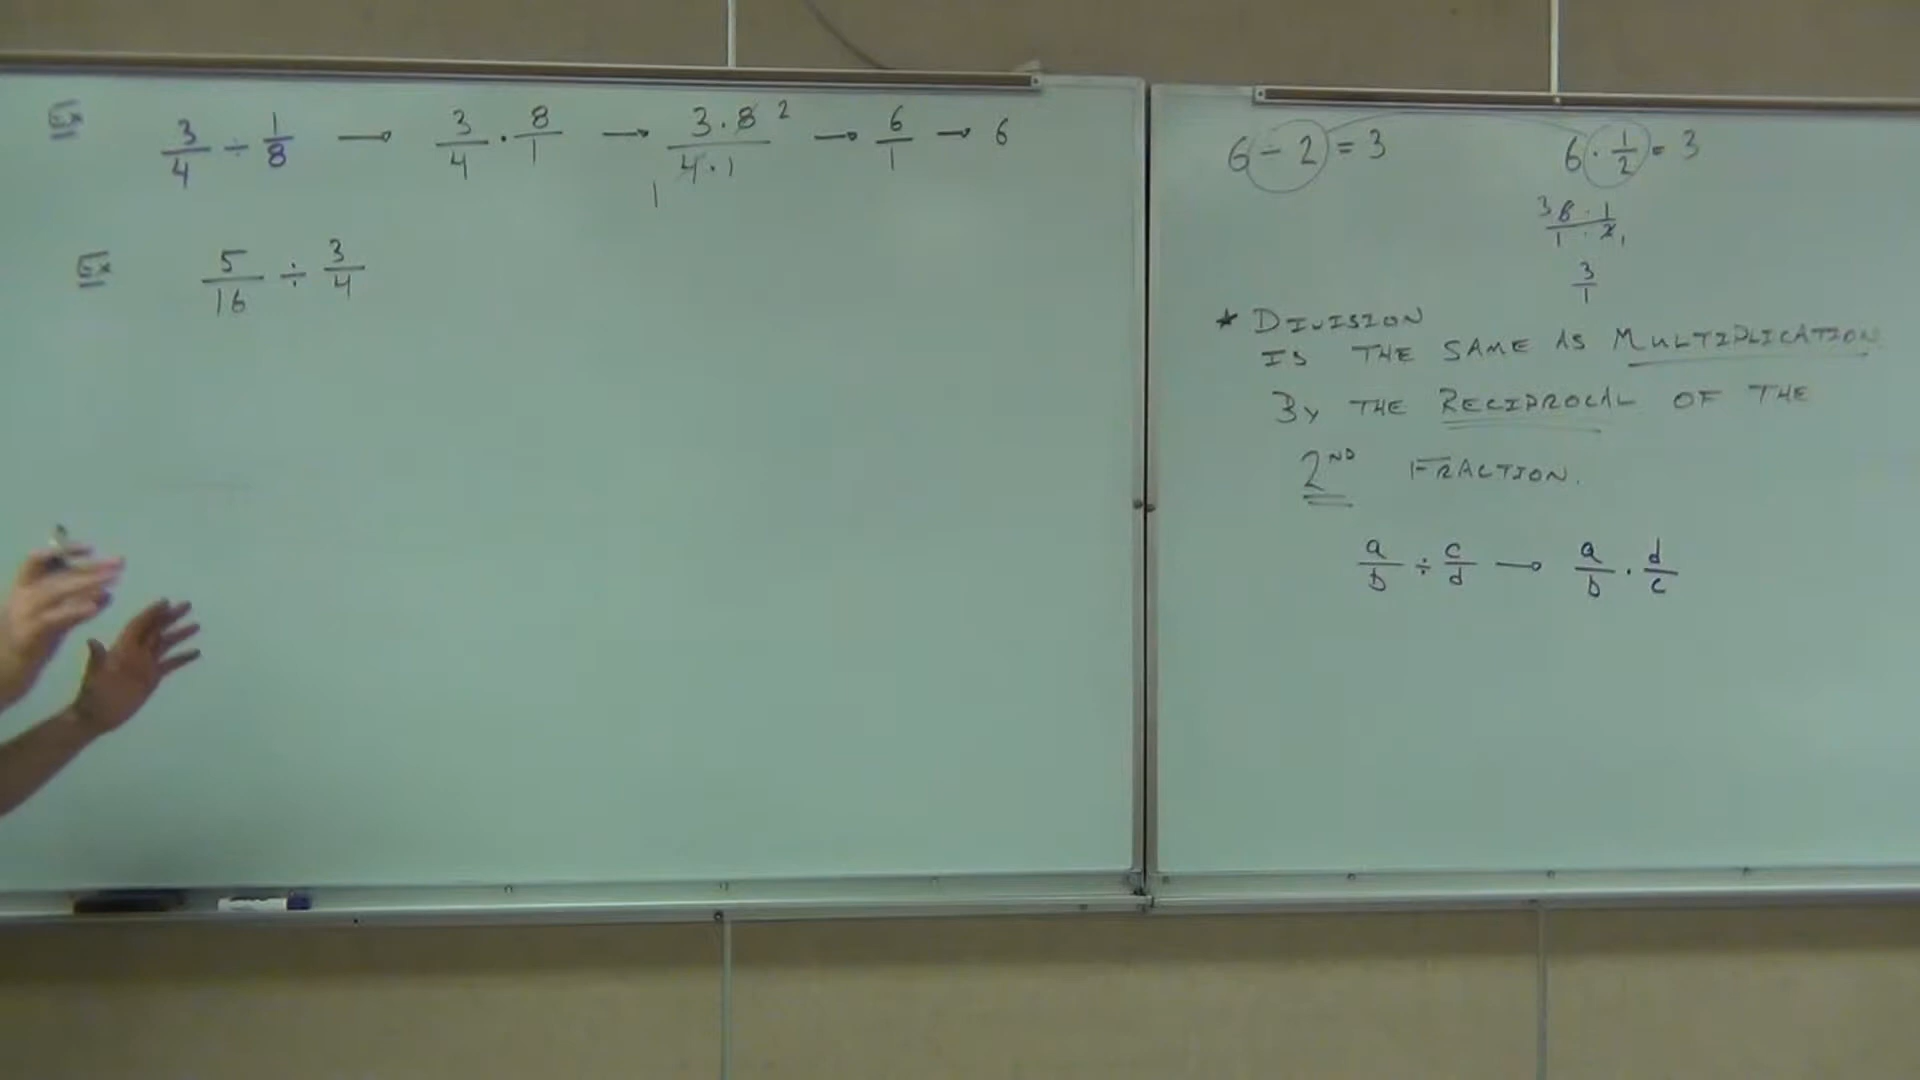 Ex 3/4 ÷ 1/8 → 3/4 · 8/1 → 3·8 2/4·1 1 → 6/1 → 6
Ex 5/16 ÷ 3/4
6 ÷ 2 = 3 6 · 1/2 = 3
3 6 · 1/1 · 2 1
3/1
* DIVISION
IS THE SAME AS MULTIPLICATION
BY THE RECIPROCAL OF THE
2ND FRACTION.
a/b ÷ c/d → a/b · d/c